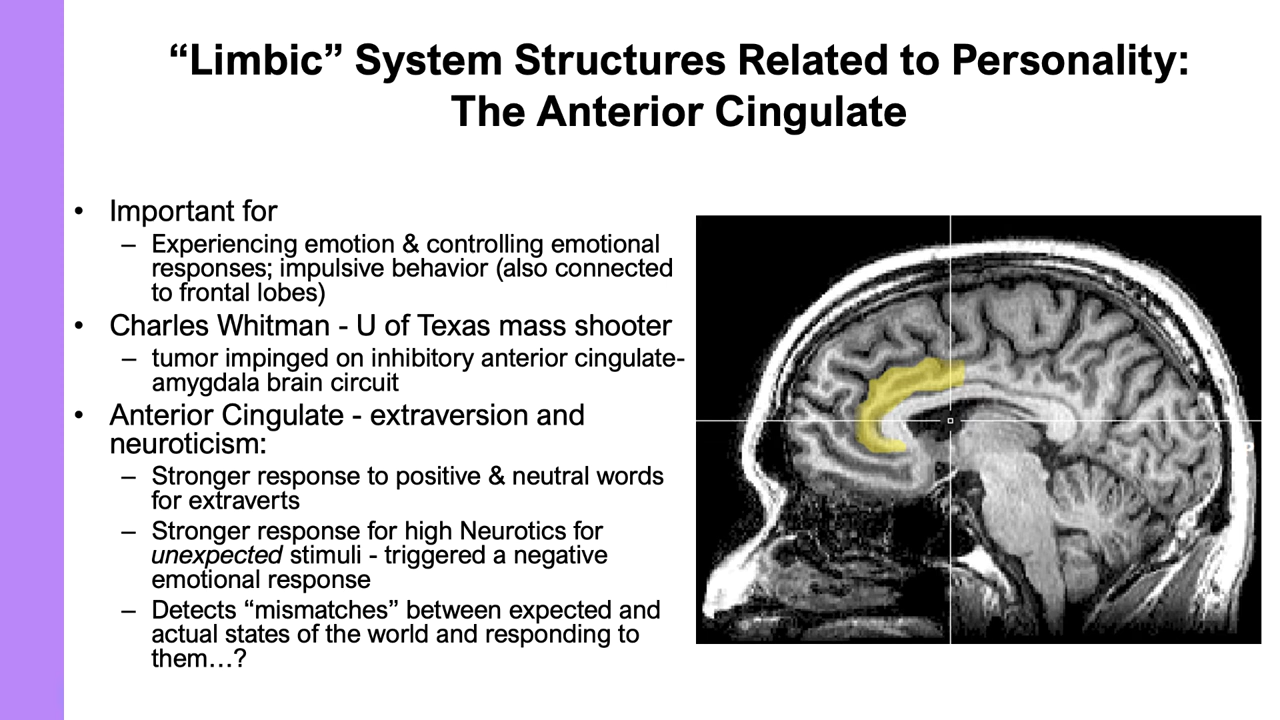 “Limbic” System Structures Related to Personality:
The Anterior Cingulate
• Important for
– Experiencing emotion & controlling emotional
responses; impulsive behavior (also connected
to frontal lobes)
• Charles Whitman - U of Texas mass shooter
– tumor impinged on inhibitory anterior cingulate-
amygdala brain circuit
• Anterior Cingulate - extraversion and
neuroticism:
– Stronger response to positive & neutral words
for extraverts
– Stronger response for high Neurotics for
unexpected stimuli - triggered a negative
emotional response
– Detects “mismatches” between expected and
actual states of the world and responding to
them…?